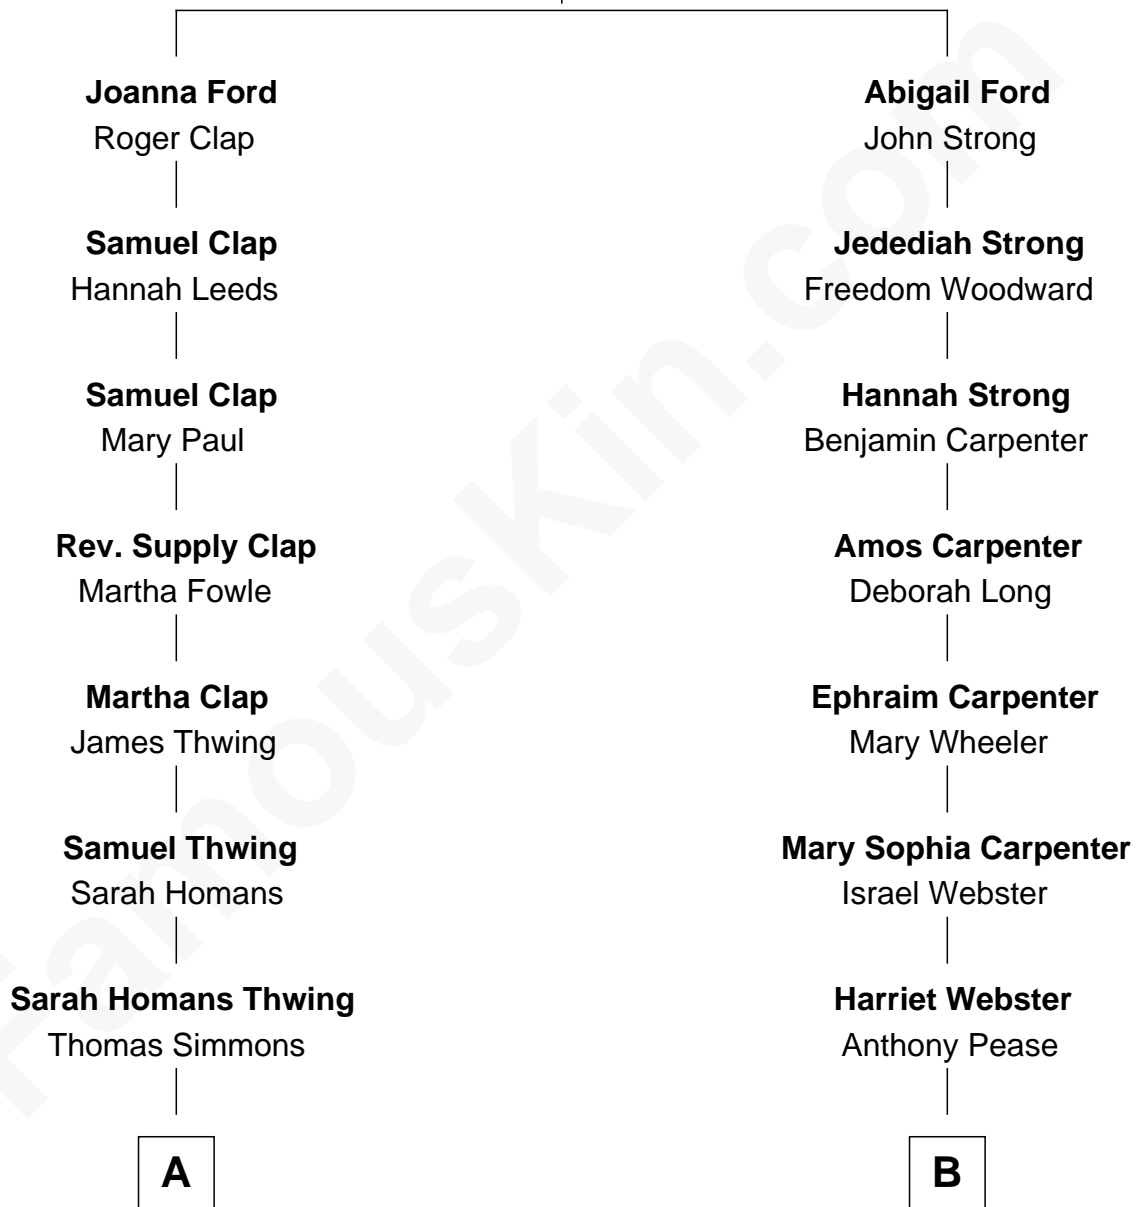 Joanna Ford
Roger Clap
Abigail Ford
John Strong
Samuel Clap
Hannah Leeds
Jedediah Strong
Freedom Woodward
Samuel Clap
Mary Paul
Hannah Strong
Benjamin Carpenter
Rev. Supply Clap
Martha Fowle
Amos Carpenter
Deborah Long
Martha Clap
James Thwing
Ephraim Carpenter
Mary Wheeler
Samuel Thwing
Sarah Homans
Mary Sophia Carpenter
Israel Webster
Sarah Homans Thwing
Thomas Simmons
Harriet Webster
Anthony Pease
A
B
FamousKin.com